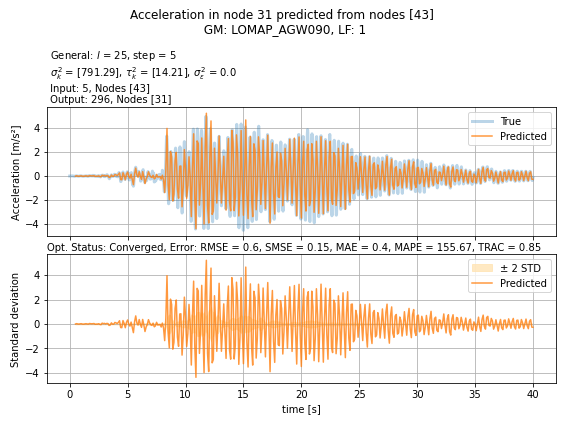 Acceleration in node 31 predicted from nodes [43]
GM: LOMAP_AGW090, LF: 1
General: l = 25, step = 5
σ²ₖ = [791.29], τ²ₖ = [14.21], σ²ε = 0.0
Input: 5, Nodes [43]
Output: 296, Nodes [31]
Acceleration [m/s²]
4
2
0
−2
−4
True
Predicted
Opt. Status: Converged, Error: RMSE = 0.6, SMSE = 0.15, MAE = 0.4, MAPE = 155.67, TRAC = 0.85
Standard deviation
4
2
0
−2
−4
± 2 STD
Predicted
0 5 10 15 20 25 30 35 40
time [s]